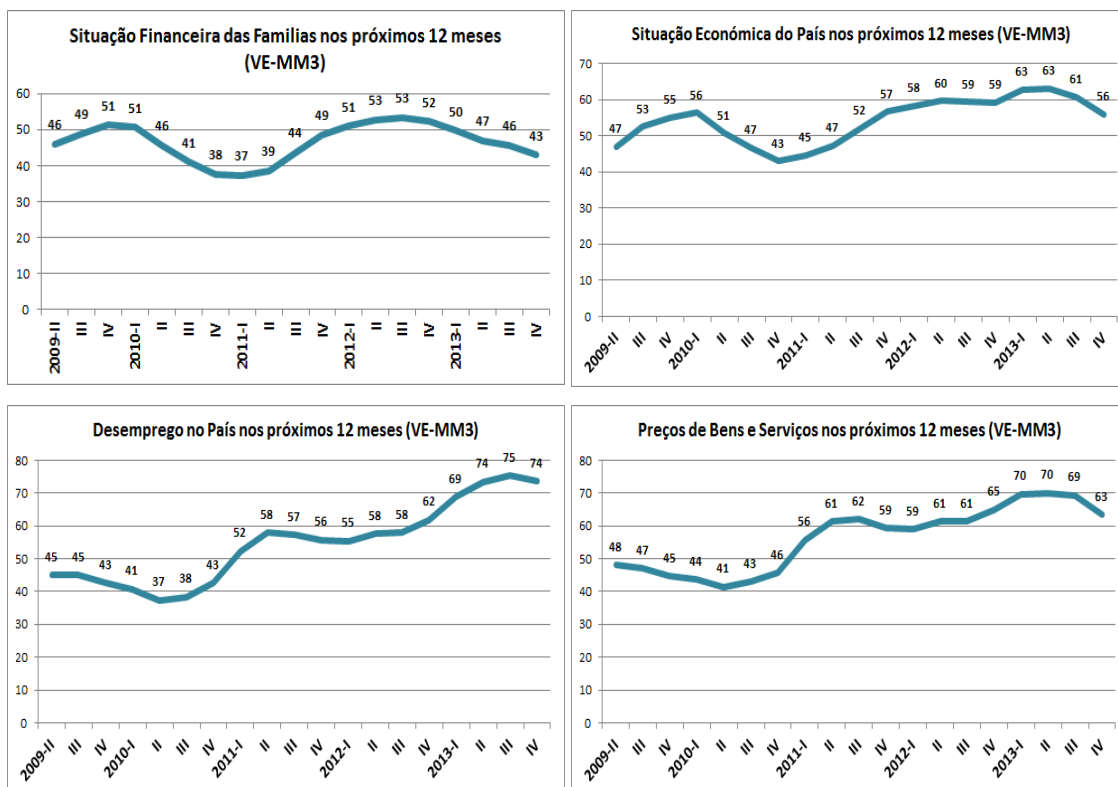 Situação Financeira das Familias nos próximos 12 meses
(VE-MM3)
60
50
40
30
20
10
0
46 49 51 51 46 41 38 37 39 44 49 51 53 53 52 50 47 46 43
2009-II III IV 2010-I II III IV 2011-I II III IV 2012-I II III IV 2013-I II III IV
Situação Económica do País nos próximos 12 meses (VE-MM3)
70
60
50
40
30
20
10
0
47 53 55 56 51 47 43 45 47 52 57 58 60 59 59 63 63 61 56
2009-II III IV 2010-I II III IV 2011-I II III IV 2012-I II III IV 2013-I II III IV
Desemprego no País nos próximos 12 meses (VE-MM3)
80
70
60
50
40
30
20
10
0
45 45 43 41 37 38 43 52 58 57 56 55 58 58 62 69 74 75 74
2009-II III IV 2010-I II III IV 2011-I II III IV 2012-I II III IV 2013-I II III IV
Preços de Bens e Serviços nos próximos 12 meses (VE-MM3)
80
70
60
50
40
30
20
10
0
48 47 45 44 41 43 46 56 61 62 59 59 61 61 65 70 70 69 63
2009-II III IV 2010-I II III IV 2011-I II III IV 2012-I II III IV 2013-I II III IV